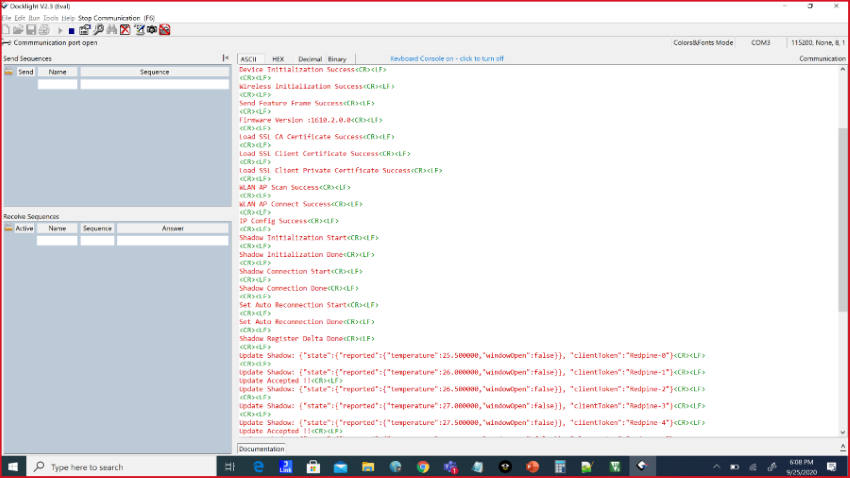 Docklight V2.3 (Eval)
File Edit Run Tools Help Stop Communication (F6)
Communication port open
Colors&Fonts Mode COM3 115200, None, 8, 1
Send Sequences
Send Name Sequence
Receive Sequences
Active Name Sequence Answer
ASCII HEX Decimal Binary Keyboard Console on - click to turn off Communication
Device Initialization Success<CR><LF>
<CR><LF>
Wireless Initialization Success<CR><LF>
<CR><LF>
Send Feature Frame Success<CR><LF>
<CR><LF>
Firmware Version :1610.2.0.0<CR><LF>
<CR><LF>
Load SSL CA Certificate Success<CR><LF>
<CR><LF>
Load SSL Client Certificate Success<CR><LF>
<CR><LF>
Load SSL Client Private Certificate Success<CR><LF>
<CR><LF>
WLAN AP Scan Success<CR><LF>
<CR><LF>
WLAN AP Connect Success<CR><LF>
<CR><LF>
IP Config Success<CR><LF>
<CR><LF>
Shadow Initialization Start<CR><LF>
<CR><LF>
Shadow Initialization Done<CR><LF>
<CR><LF>
Shadow Connection Start<CR><LF>
<CR><LF>
Shadow Connection Done<CR><LF>
<CR><LF>
Set Auto Reconnection Start<CR><LF>
<CR><LF>
Set Auto Reconnection Done<CR><LF>
<CR><LF>
Shadow Register Delta Done<CR><LF>
<CR><LF>
Update Shadow: {"state":{"reported":{"temperature":25.500000,"windowOpen":false}}, "clientToken":"Redpine-0"}<CR><LF>
<CR><LF>
Update Shadow: {"state":{"reported":{"temperature":26.000000,"windowOpen":false}}, "clientToken":"Redpine-1"}<CR><LF>
Update Accepted !!<CR><LF>
Update Shadow: {"state":{"reported":{"temperature":26.500000,"windowOpen":false}}, "clientToken":"Redpine-2"}<CR><LF>
<CR><LF>
Update Shadow: {"state":{"reported":{"temperature":27.000000,"windowOpen":false}}, "clientToken":"Redpine-3"}<CR><LF>
<CR><LF>
Update Shadow: {"state":{"reported":{"temperature":27.500000,"windowOpen":false}}, "clientToken":"Redpine-4"}<CR><LF>
Update Accepted !!<CR><LF>
Documentation
Type here to search
6:08 PM
9/25/2020